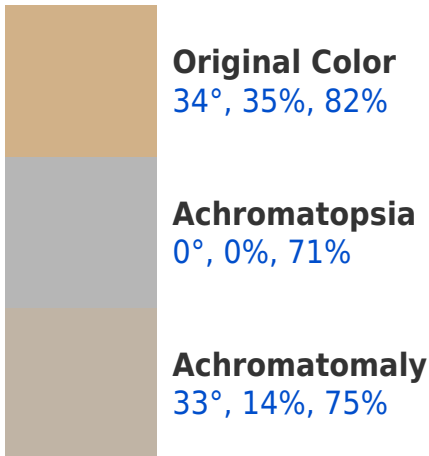 Original Color
34°, 35%, 82%
Achromatopsia
0°, 0%, 71%
Achromatomaly
33°, 14%, 75%